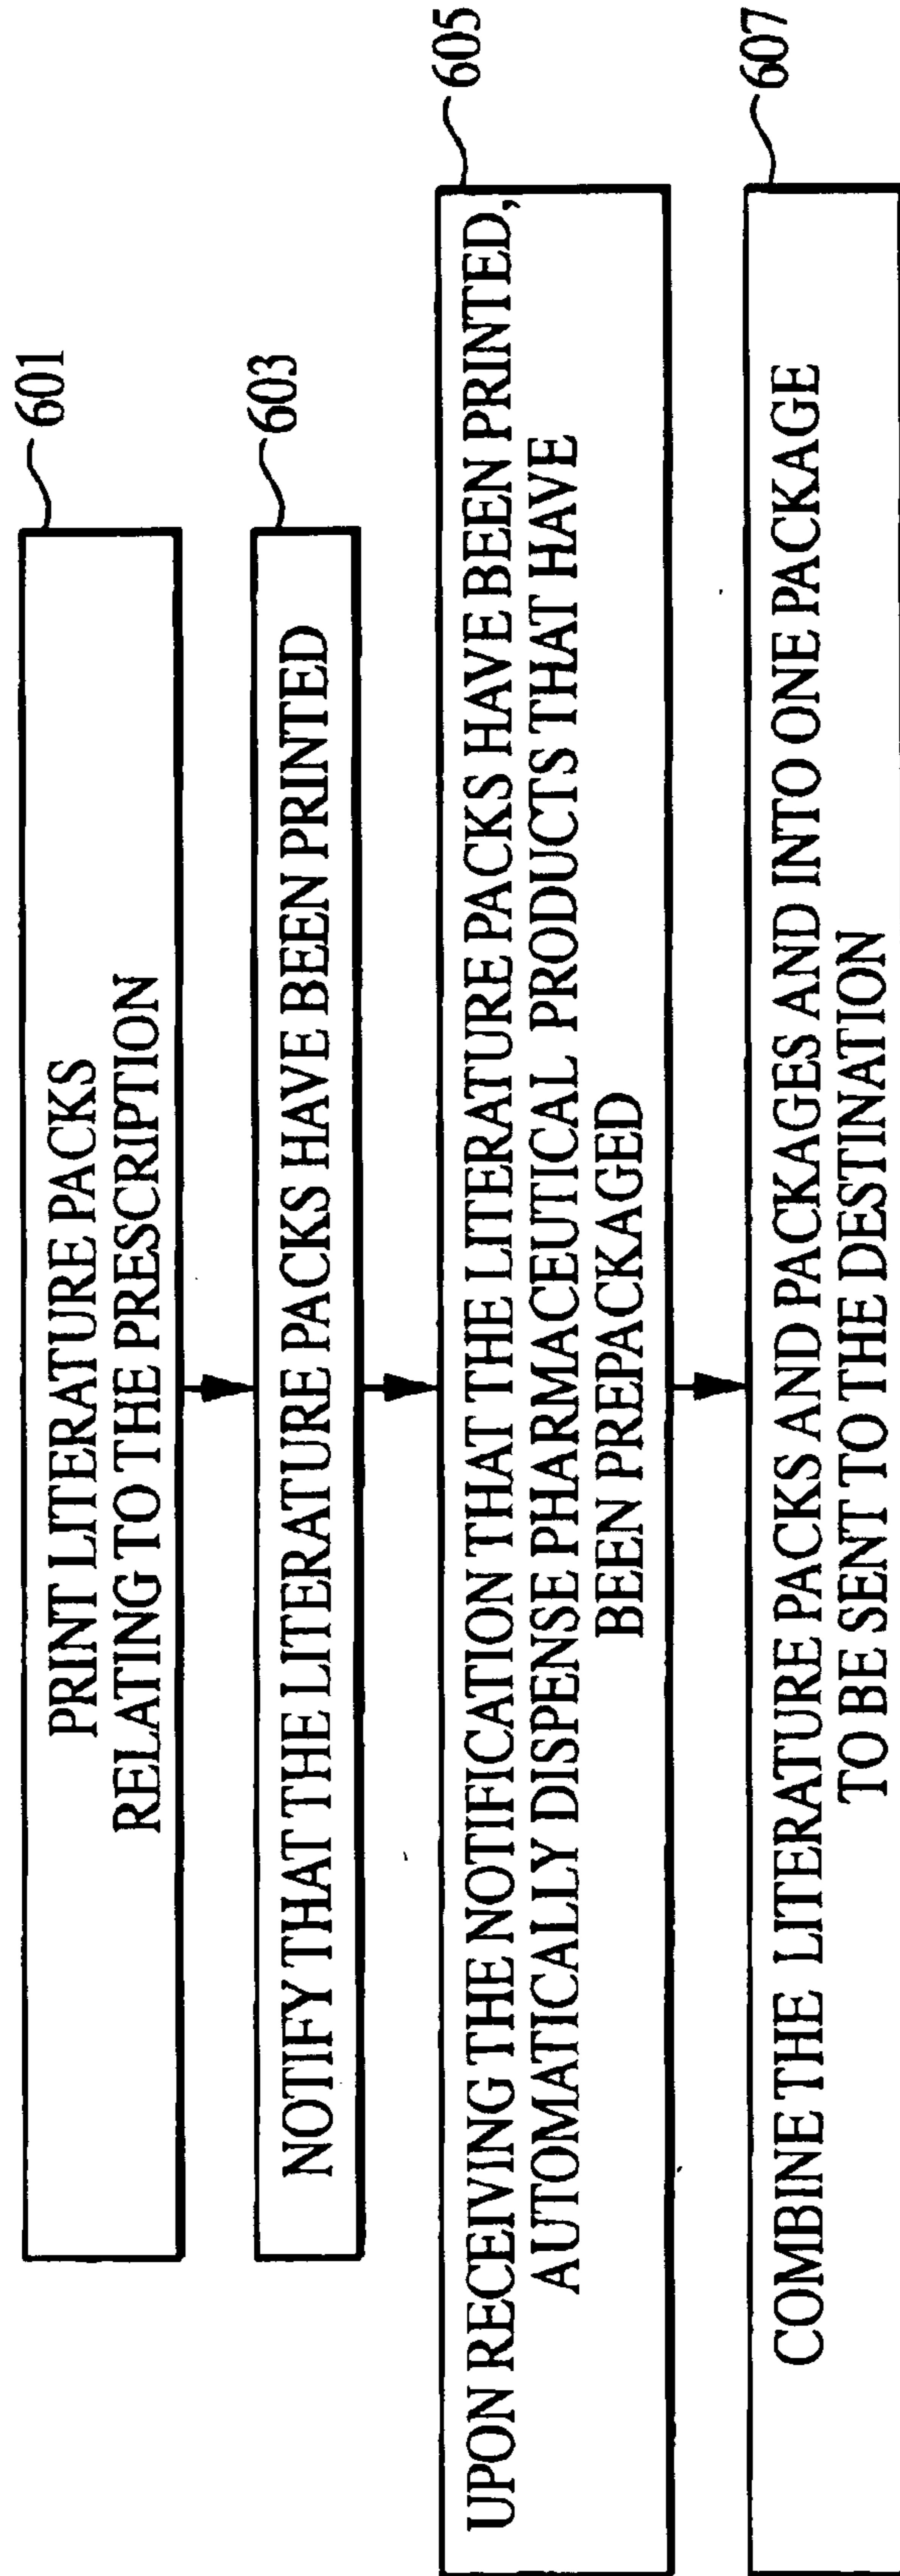 601
PRINT LITERATURE PACKS
RELATING TO THE PRESCRIPTION
603
NOTIFY THAT THE LITERATURE PACKS HAVE BEEN PRINTED
605
UPON RECEIVING THE NOTIFICATION THAT THE LITERATURE PACKS HAVE BEEN PRINTED,
AUTOMATICALLY DISPENSE PHARMACEUTICAL PRODUCTS THAT HAVE
BEEN PREPACKAGED
607
COMBINE THE LITERATURE PACKS AND PACKAGES AND INTO ONE PACKAGE
TO BE SENT TO THE DESTINATION